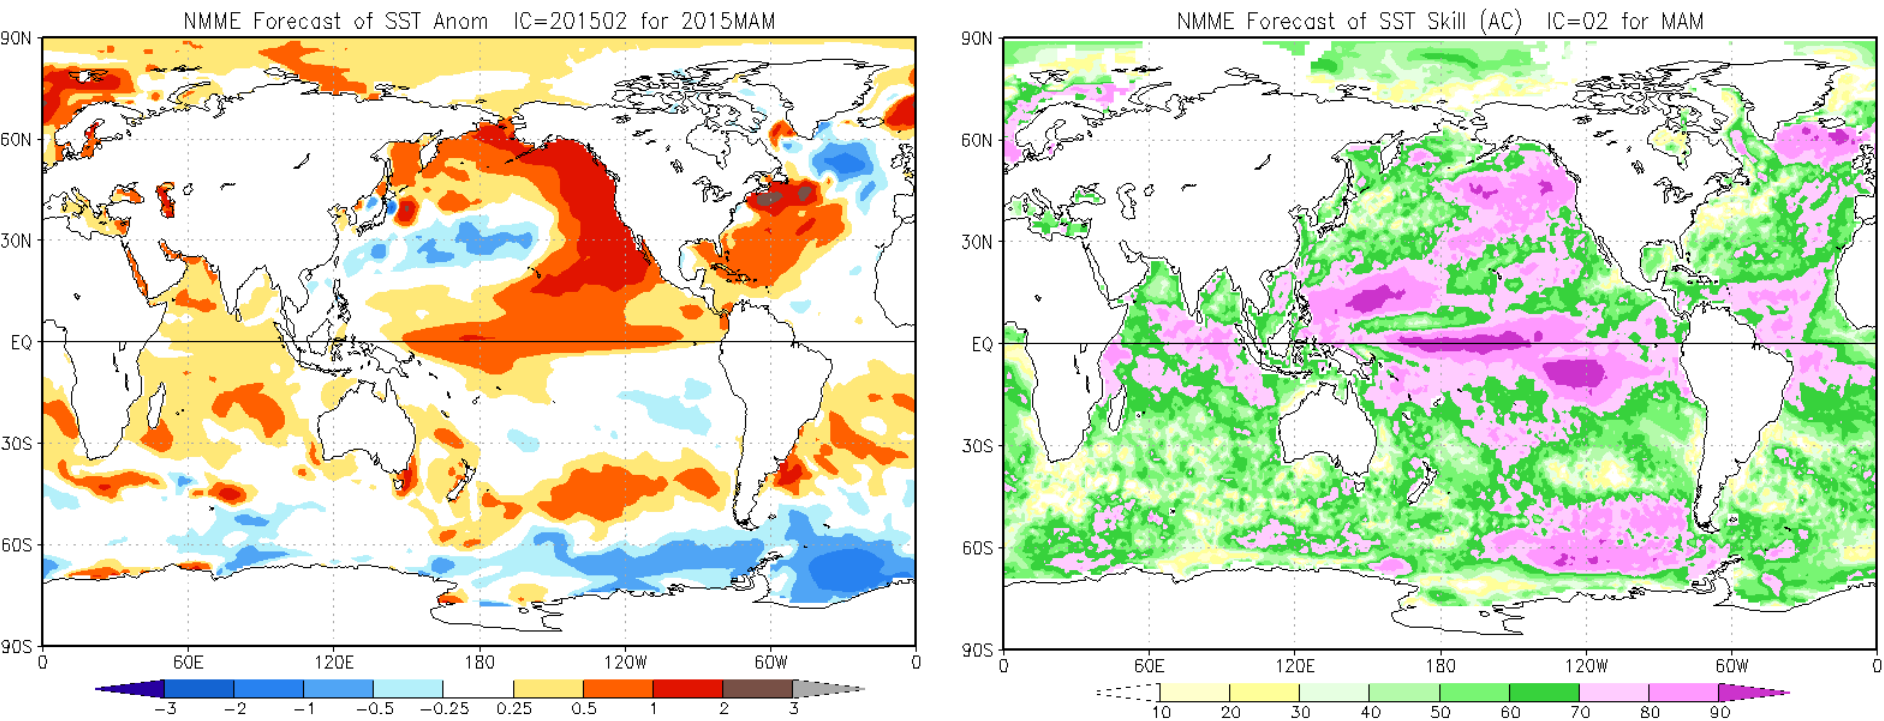 NMME Forecast of SST Anom IC=201502 for 2015MAM
90N
60N
30N
EQ
30S
60S
90S
0 60E 120E 180 120W 60W 0
-3 -2 -1 -0.5 -0.25 0.25 0.5 1 2 3
NMME Forecast of SST Skill (AC) IC=02 for MAM
90N
60N
30N
EQ
30S
60S
90S
0 60E 120E 180 120W 60W 0
10 20 30 40 50 60 70 80 90